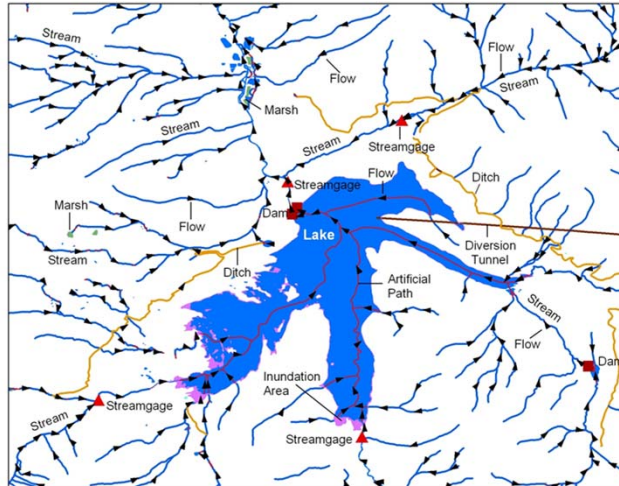 Stream
Flow
Flow
Stream
Marsh
Stream
Streamgage
Streamgage
Flow
Ditch
Marsh
Flow
Dam
Lake
Stream
Ditch
Diversion
Tunnel
Artificial
Path
Stream
Flow
Dam
Inundation
Area
Streamgage
Stream
Streamgage